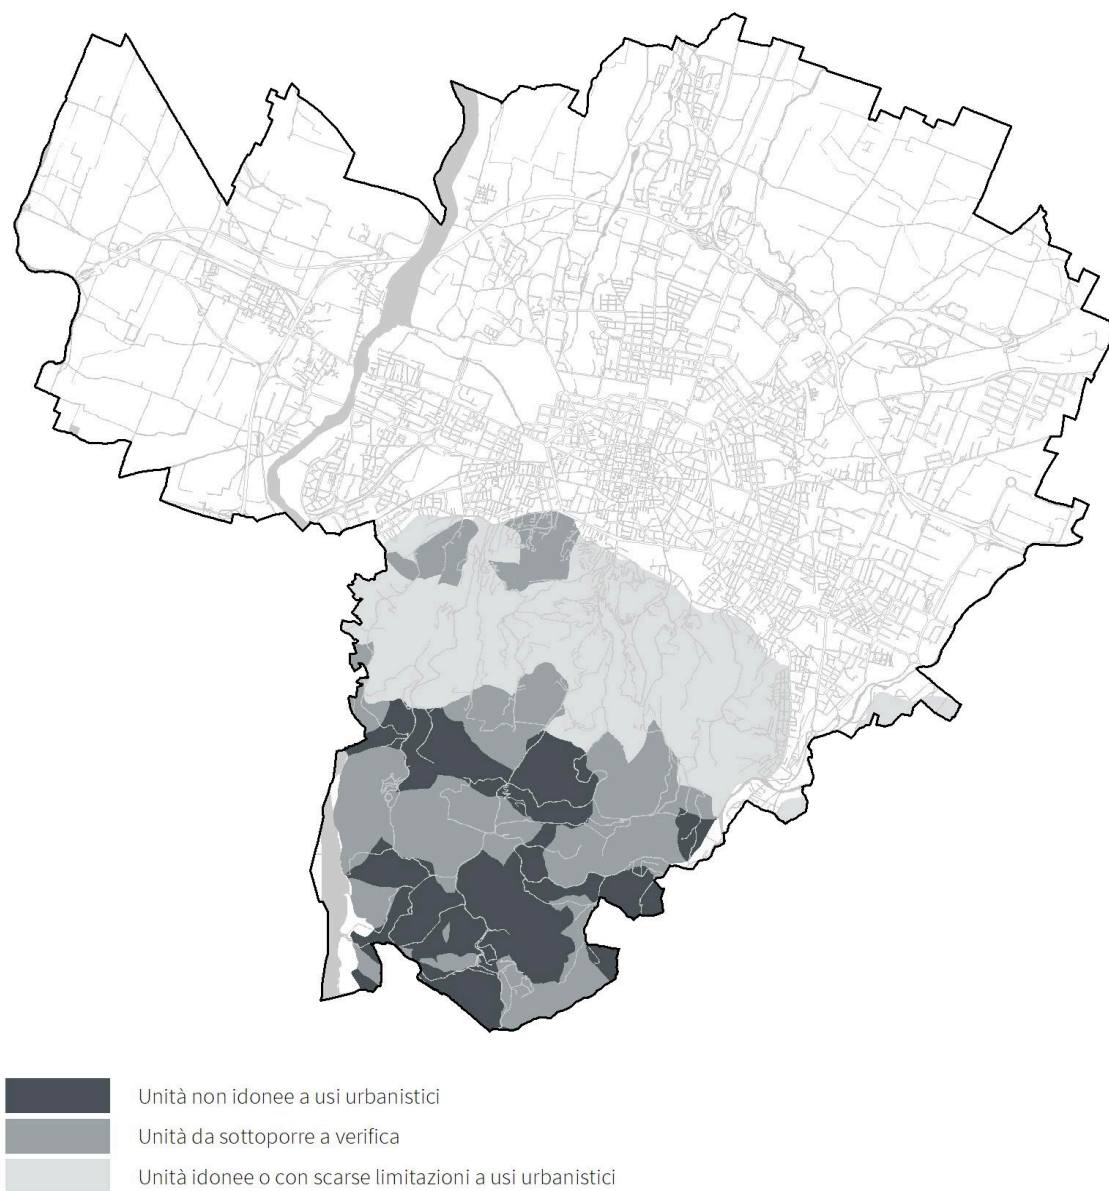 Unità non idonee a usi urbanistici
Unità da sottoporre a verifica
Unità idonee o con scarse limitazioni a usi urbanistici